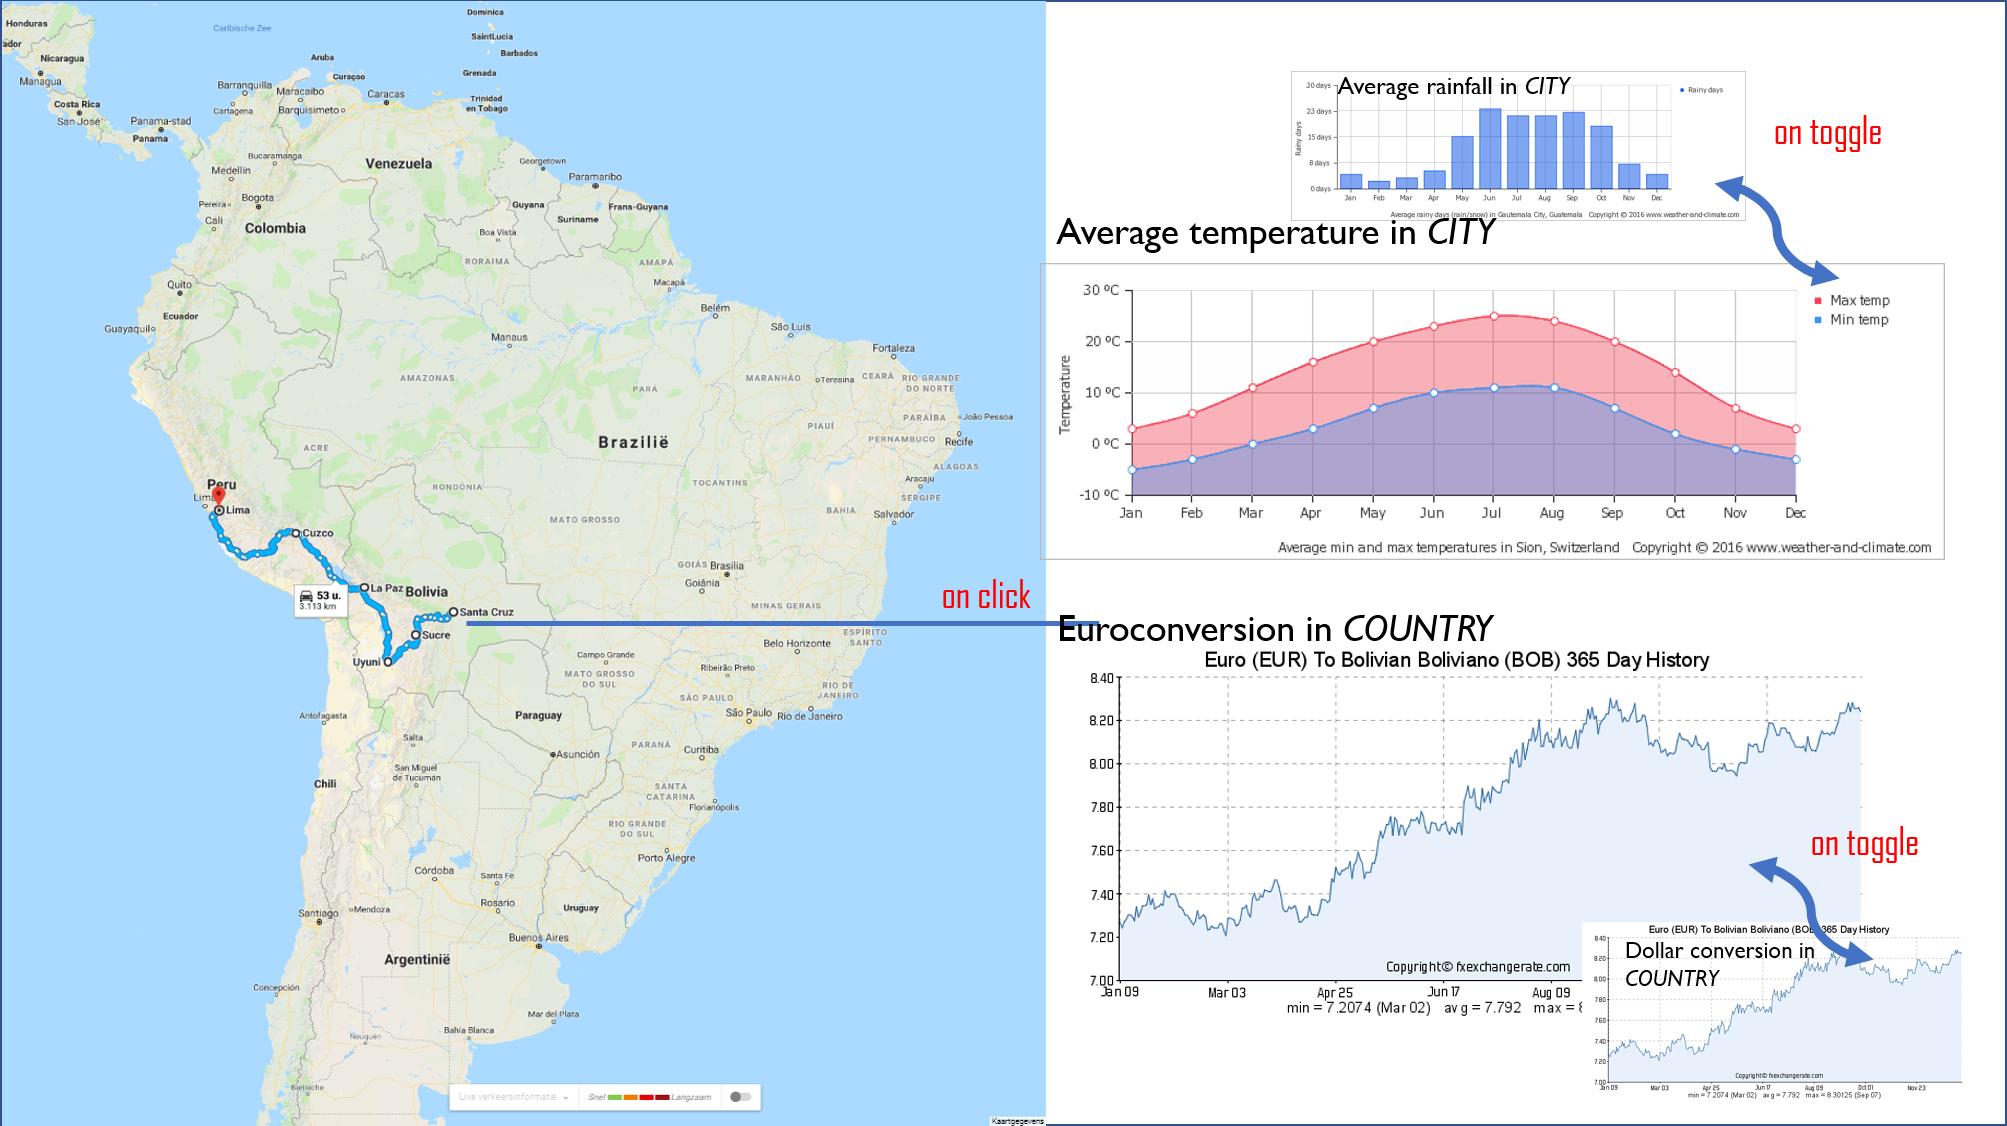 Honduras
ador
Nicaragua
Managua
Costa Rica
San José
Panama-stad
Panama
Caribische Zee
Dominica
SaintLucia
Barbados
Grenada
Aruba
Curaçao
Trinidad
en Tobago
Barranquilla
Maracaibo
Caracas
Cartagena
Barquisimeto
Bucaramanga
Medellín
Venezuela
Georgetown
Paramaribo
Pereira
Bogota
Guyana
Frans-Guyana
Suriname
Cali
Colombia
Boa Vista
RORAIMA
AMAPÁ
Macapá
Quito
Ecuador
Guayaquil
Belém
São Luís
Manaus
Fortaleza
AMAZONAS
PARÁ
MARANHÃO
Teresina
CEARÁ
RIO GRANDE
DO NORTE
PARAÍBA
João Pessoa
PIAUÍ
PERNAMBUCO
Recife
ACRE
Brazilië
ALAGOAS
Aracaju
SERGIPE
Peru
Lima
Lima
RONDÔNIA
TOCANTINS
MATO GROSSO
BAHIA
Salvador
Cuzco
GOIÁS
Brasilia
Goiânia
La Paz
Bolivia
53 u.
3.113 km
Santa Cruz
MINAS GERAIS
Sucre
Uyuni
Belo Horizonte
ESPÍRITO
SANTO
Campo Grande
Ribeirão Preto
MATO GROSSO
DO SUL
SÃO PAULO
RIO DE
JANEIRO
Antofagasta
Paraguay
São Paulo
Rio de Janeiro
Salta
Asunción
PARANÁ
Curitiba
San Miguel
de Tucumán
Chili
SANTA
CATARINA
Florianópolis
RIO GRANDE
DO SUL
Porto Alegre
Córdoba
Santa Fe
Rosario
Uruguay
Santiago
Mendoza
Buenos Aires
Argentinië
Concepción
Mar del Plata
Bahía Blanca
Neuquén
Bariloche
Live verkeersinformatie
Snel
Langzaam
Kaartgegevens
on click
Average rainfall in CITY
Rainy days
30 days
23 days
15 days
8 days
0 days
Rainy days
Jan Feb Mar Apr May Jun Jul Aug Sep Oct Nov Dec
Average rainy days (rain/snow) in Gautemala City, Guatemala Copyright © 2016 www.weather-and-climate.com
on toggle
Average temperature in CITY
30 ºC
20 ºC
10 ºC
0 ºC
-10 ºC
Temperature
Max temp
Min temp
Jan Feb Mar Apr May Jun Jul Aug Sep Oct Nov Dec
Average min and max temperatures in Sion, Switzerland Copyright © 2016 www.weather-and-climate.com
Euroconversion in COUNTRY
Euro (EUR) To Bolivian Boliviano (BOB) 365 Day History
8.40
8.20
8.00
7.80
7.60
7.40
7.20
7.00
Copyright© fxexchangerate.com
Jan 09 Mar 03 Apr 25 Jun 17 Aug 09
min = 7.2074 (Mar 02) avg = 7.792 max =
on toggle
Euro (EUR) To Bolivian Boliviano (BOB) 365 Day History
Dollar conversion in
COUNTRY
8.40
8.20
8.00
7.80
7.60
7.40
7.20
7.00
Copyright© fxexchangerate.com
Jan 09 Mar 03 Apr 25 Jun 17 Aug 09 Oct 01 Nov 23
min = 7.2074 (Mar 02) avg = 7.792 max = 8.30125 (Sep 07)